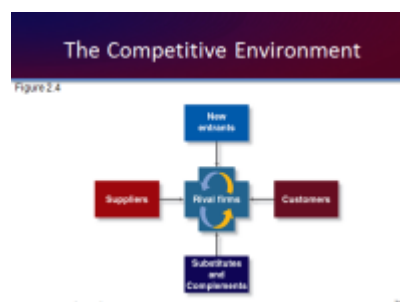 The Competitive Environment
Figure 2.4
New
entrants
Suppliers
Rival firms
Customers
Substitutes
and
Complements